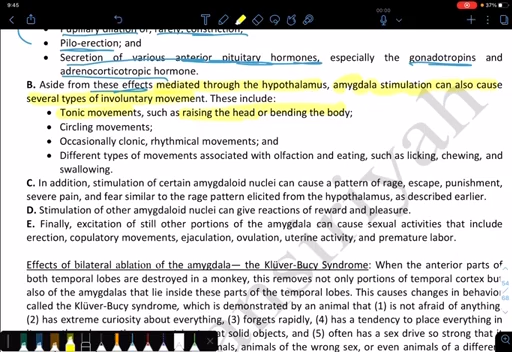 9:45
00:00
37%
• Pupillary dilation or, rarely, constriction;
• Pilo-erection; and
• Secretion of various anterior pituitary hormones, especially the gonadotropins and
adrenocorticotropic hormone.
B. Aside from these effects mediated through the hypothalamus, amygdala stimulation can also cause
several types of involuntary movement. These include:
• Tonic movements, such as raising the head or bending the body;
• Circling movements;
• Occasionally clonic, rhythmical movements; and
• Different types of movements associated with olfaction and eating, such as licking, chewing, and
swallowing.
C. In addition, stimulation of certain amygdaloid nuclei can cause a pattern of rage, escape, punishment,
severe pain, and fear similar to the rage pattern elicited from the hypothalamus, as described earlier.
D. Stimulation of other amygdaloid nuclei can give reactions of reward and pleasure.
E. Finally, excitation of still other portions of the amygdala can cause sexual activities that include
erection, copulatory movements, ejaculation, ovulation, uterine activity, and premature labor.
Effects of bilateral ablation of the amygdala— the Klüver-Bucy Syndrome: When the anterior parts of
both temporal lobes are destroyed in a monkey, this removes not only portions of temporal cortex but
also of the amygdalas that lie inside these parts of the temporal lobes. This causes changes in behavior
called the Klüver-Bucy syndrome, which is demonstrated by an animal that (1) is not afraid of anything
(2) has extreme curiosity about everything, (3) forgets rapidly, (4) has a tendency to place everything in
solid objects, and (5) often has a sex drive so strong that it
animals of the wrong sex, or even animals of a different